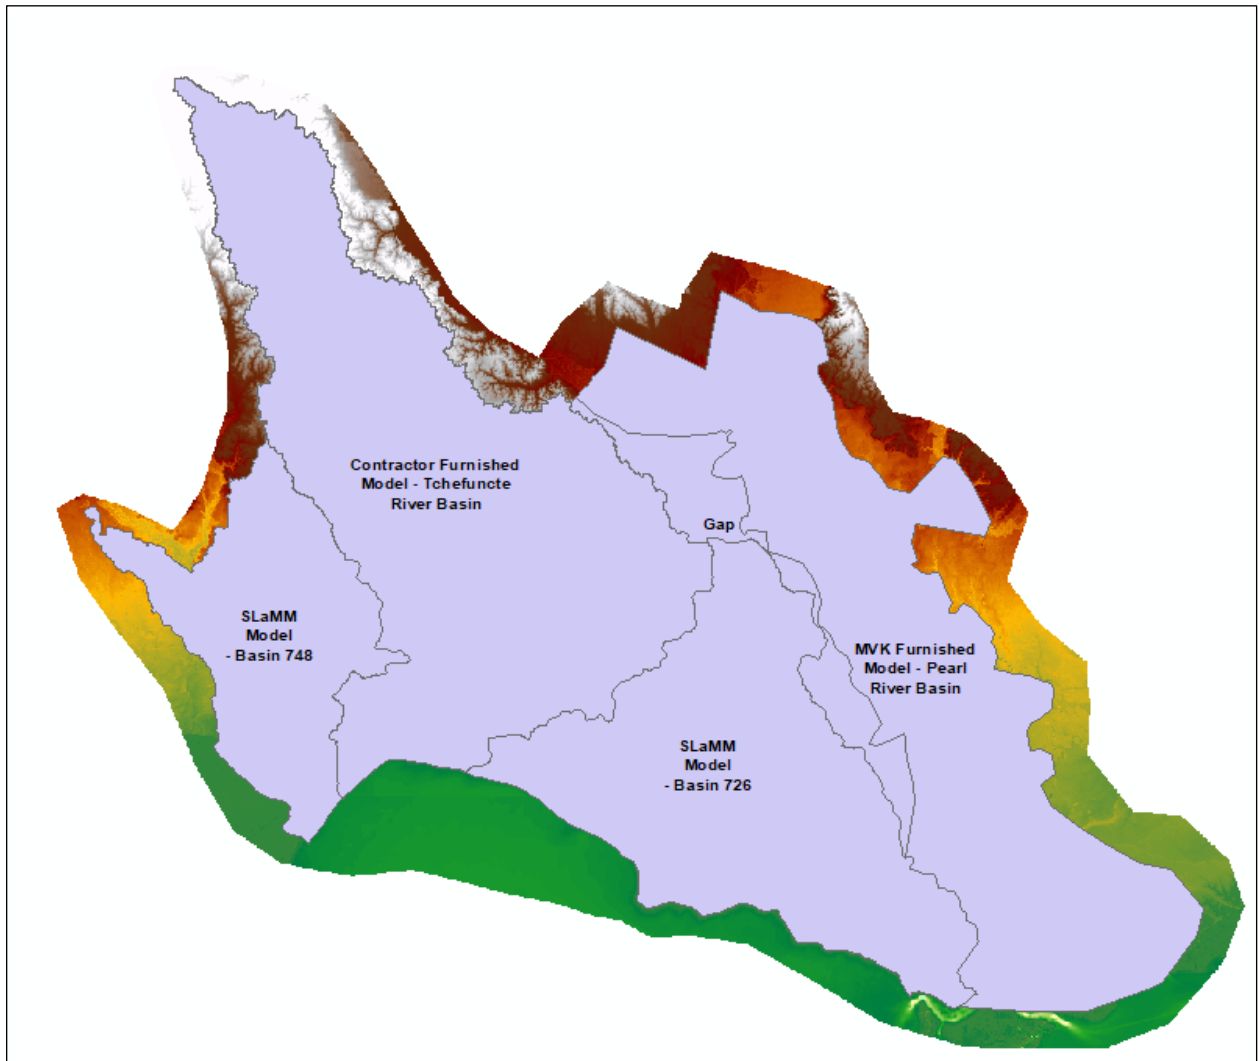 Contractor Furnished
Model - Tchefuncte
River Basin
Gap
SLaMM
Model
- Basin 748
MVK Furnished
Model - Pearl
River Basin
SLaMM
Model
- Basin 726